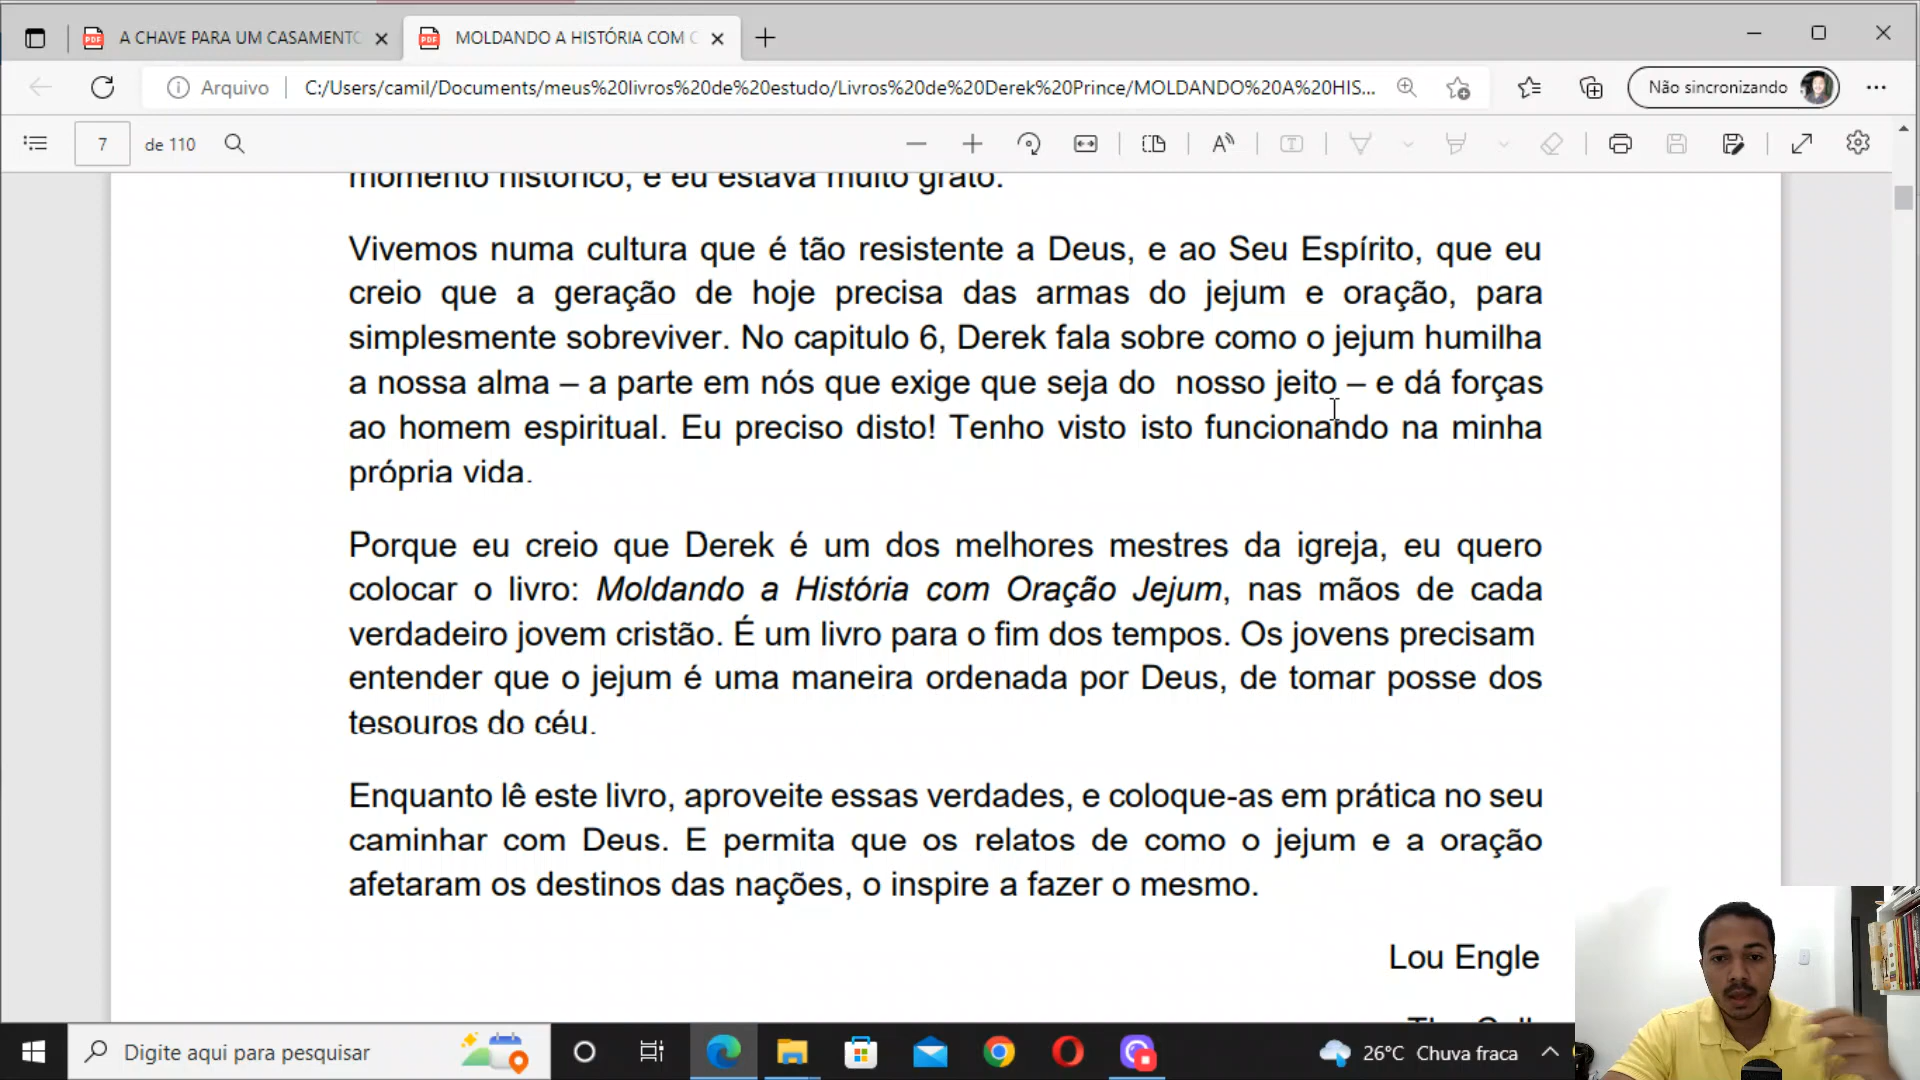 A CHAVE PARA UM CASAMENTO
MOLDANDO A HISTÓRIA COM
Arquivo
C:/Users/camil/Documents/meus%20livros%20de%20estudo/Livros%20de%20Derek%20Prince/MOLDANDO%20A%20HIS...
Não sincronizando
7 de 110
momento histórico, e eu estava muito grato.
Vivemos numa cultura que é tão resistente a Deus, e ao Seu Espírito, que eu
creio que a geração de hoje precisa das armas do jejum e oração, para
simplesmente sobreviver. No capitulo 6, Derek fala sobre como o jejum humilha
a nossa alma – a parte em nós que exige que seja do nosso jeito – e dá forças
ao homem espiritual. Eu preciso disto! Tenho visto isto funcionando na minha
própria vida.
Porque eu creio que Derek é um dos melhores mestres da igreja, eu quero
colocar o livro: Moldando a História com Oração Jejum, nas mãos de cada
verdadeiro jovem cristão. É um livro para o fim dos tempos. Os jovens precisam
entender que o jejum é uma maneira ordenada por Deus, de tomar posse dos
tesouros do céu.
Enquanto lê este livro, aproveite essas verdades, e coloque-as em prática no seu
caminhar com Deus. E permita que os relatos de como o jejum e a oração
afetaram os destinos das nações, o inspire a fazer o mesmo.
Lou Engle
Digite aqui para pesquisar
26°C Chuva fraca